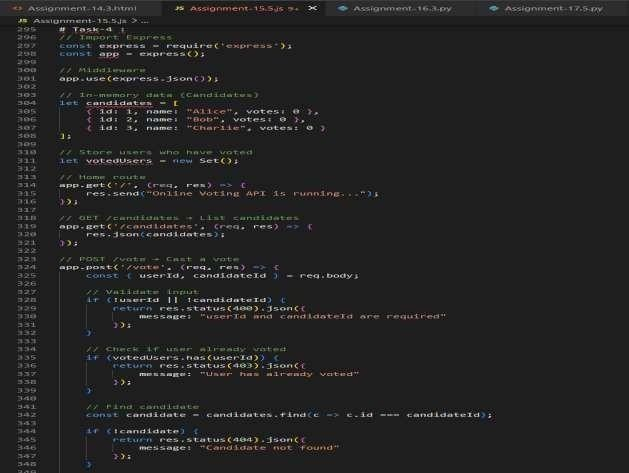 <> Assignment-14.3.html
JS Assignment-15.5.js 9+ ✕
Assignment-16.3.py
Assignment-17.5.py
JS Assignment-15.5.js > ...
295 # Task-4 :
296 // Import Express
297 const express = require('express');
298 const app = express();
299
300 // Middleware
301 app.use(express.json());
302
303 // In-memory data (Candidates)
304 let candidates = [
305 { id: 1, name: "Alice", votes: 0 },
306 { id: 2, name: "Bob", votes: 0 },
307 { id: 3, name: "Charlie", votes: 0 }
308 ];
309
310 // Store users who have voted
311 let votedUsers = new Set();
312
313 // Home route
314 app.get('/', (req, res) => {
315 res.send("Online Voting API is running...");
316 });
317
318 // GET /candidates → List candidates
319 app.get('/candidates', (req, res) => {
320 res.json(candidates);
321 });
322
323 // POST /vote → Cast a vote
324 app.post('/vote', (req, res) => {
325 const { userId, candidateId } = req.body;
326
327 // Validate input
328 if (!userId || !candidateId) {
329 return res.status(400).json({
330 message: "userId and candidateId are required"
331 });
332 }
333
334 // Check if user already voted
335 if (votedUsers.has(userId)) {
336 return res.status(403).json({
337 message: "User has already voted"
338 });
339 }
340
341 // Find candidate
342 const candidate = candidates.find(c => c.id === candidateId);
343
344 if (!candidate) {
345 return res.status(404).json({
346 message: "Candidate not found"
347 });
348 }